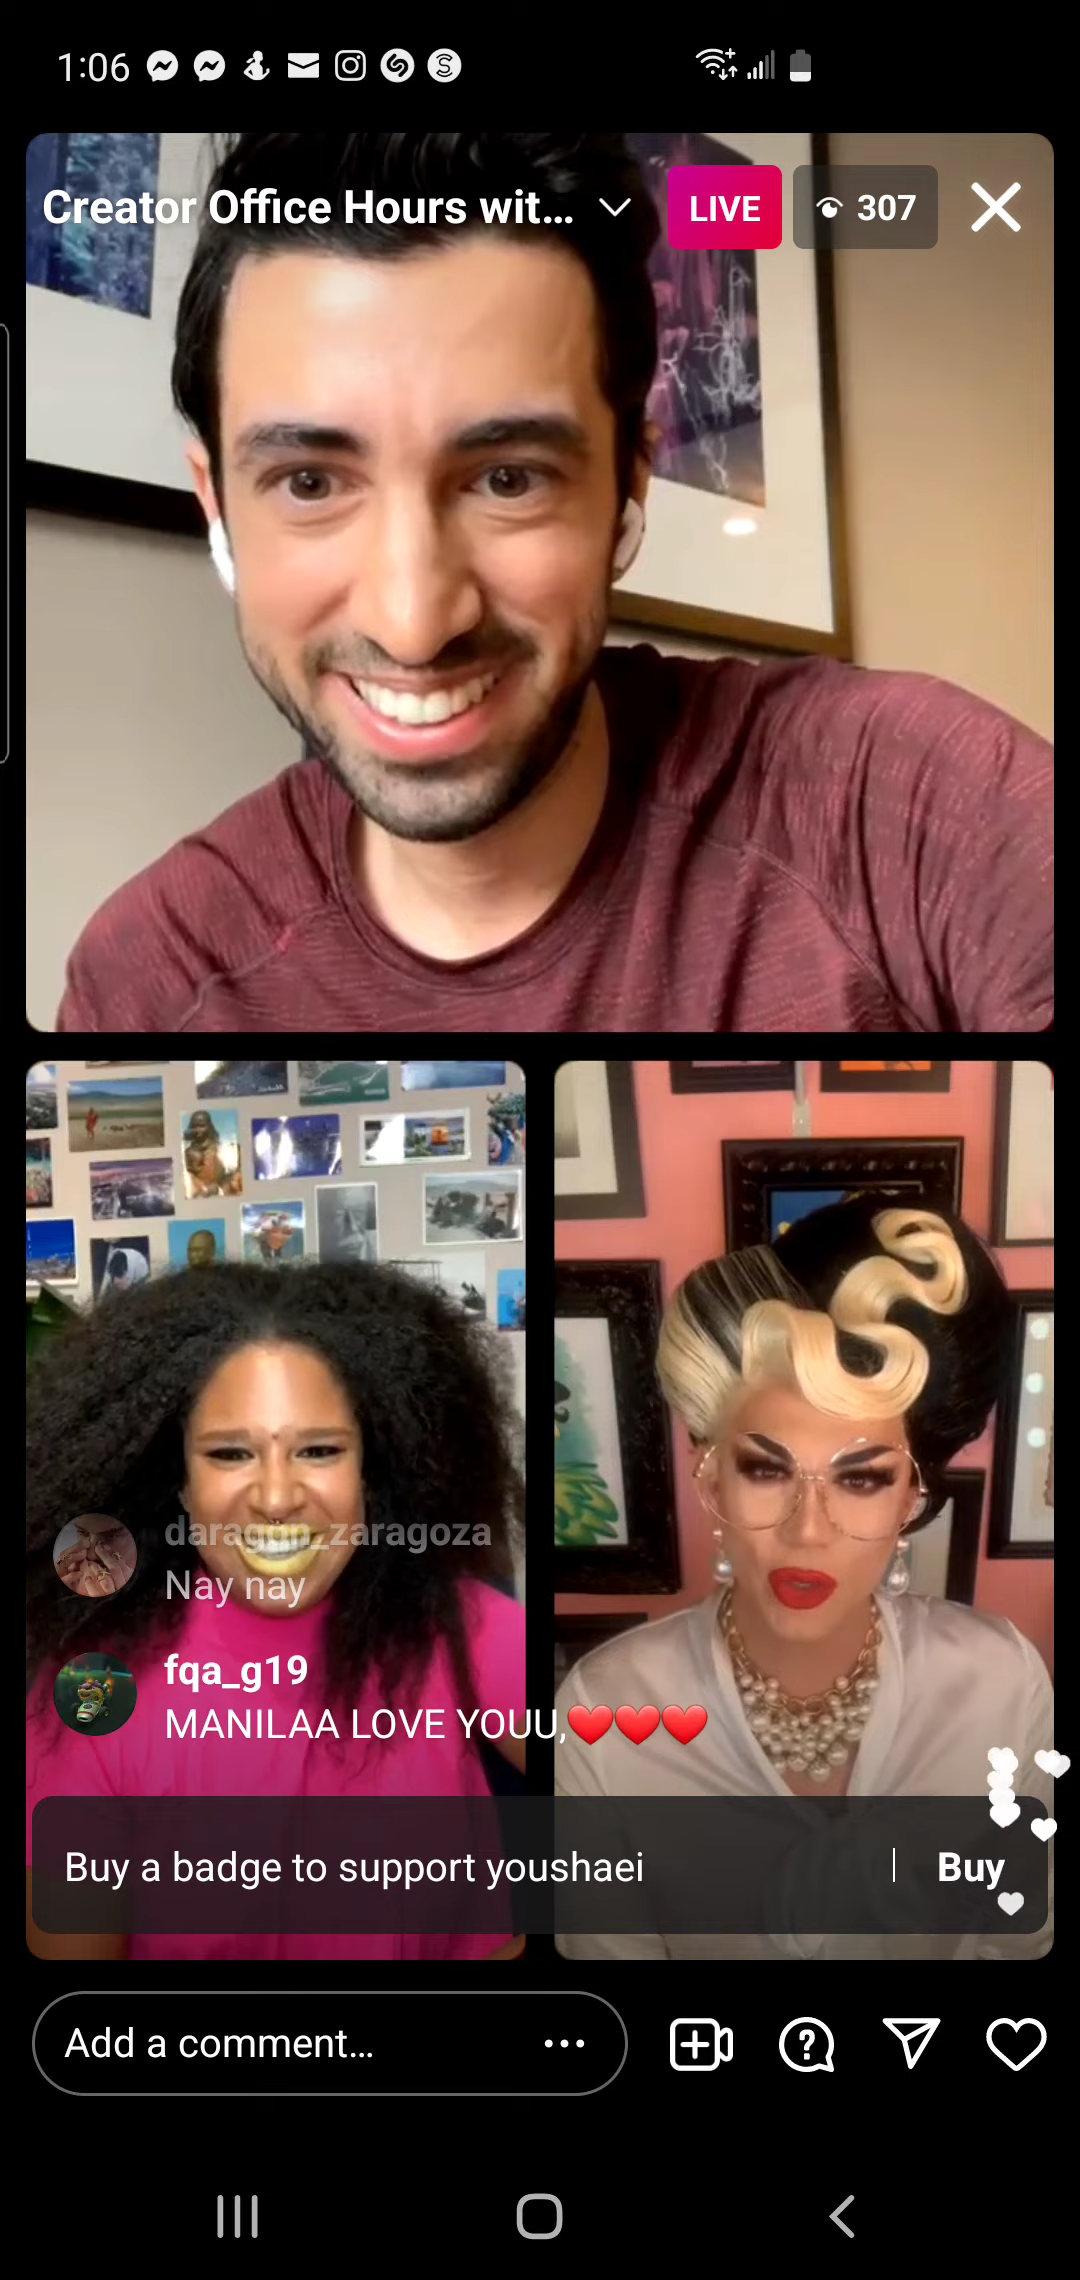 1:06
Creator Office Hours wit...
LIVE
307
daragon_zaragoza
Nay nay
fqa_g19
MANILAA LOVE YOUU,❤️❤️❤️
Buy a badge to support youshaei
Buy
Add a comment...